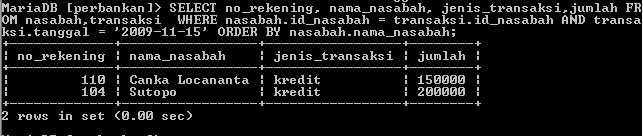 MariaDB [perbankan]> SELECT no_rekening, nama_nasabah, jenis_transaksi,jumlah FR
OM nasabah,transaksi  WHERE nasabah.id_nasabah = transaksi.id_nasabah AND transa
ksi.tanggal = '2009-11-15' ORDER BY nasabah.nama_nasabah;
+-------------+-----------------+-----------------+--------+
| no_rekening | nama_nasabah    | jenis_transaksi | jumlah |
+-------------+-----------------+-----------------+--------+
|         110 | Canka Locananta | kredit          | 150000 |
|         104 | Sutopo          | kredit          | 200000 |
+-------------+-----------------+-----------------+--------+
2 rows in set (0.00 sec)